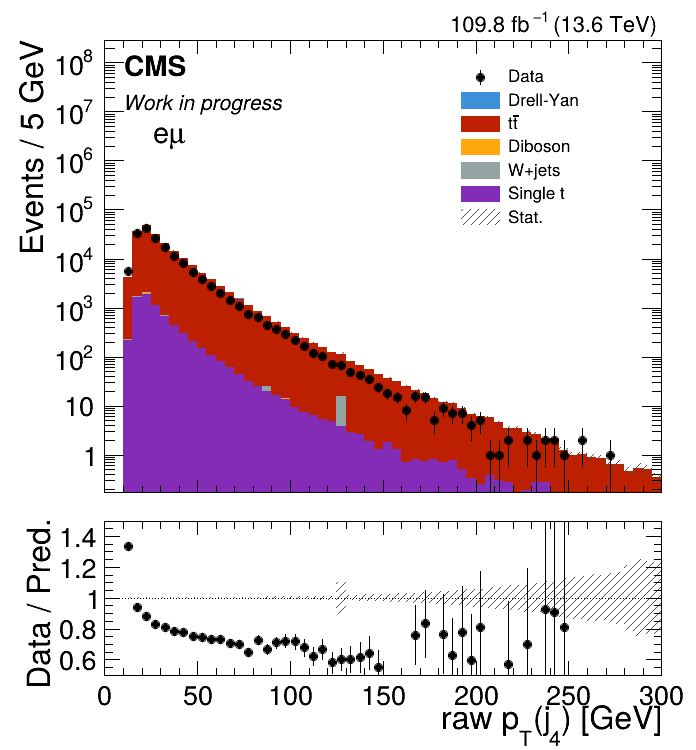 109.8 fb⁻¹ (13.6 TeV)
CMS
Work in progress
eμ
Data
Drell-Yan
tt̄
Diboson
W+jets
Single t
Stat.
Events / 5 GeV
10⁸
10⁷
10⁶
10⁵
10⁴
10³
10²
10
1
Data / Pred.
1.4
1.2
1
0.8
0.6
0 50 100 150 200 250 300
raw p_T(j_4) [GeV]